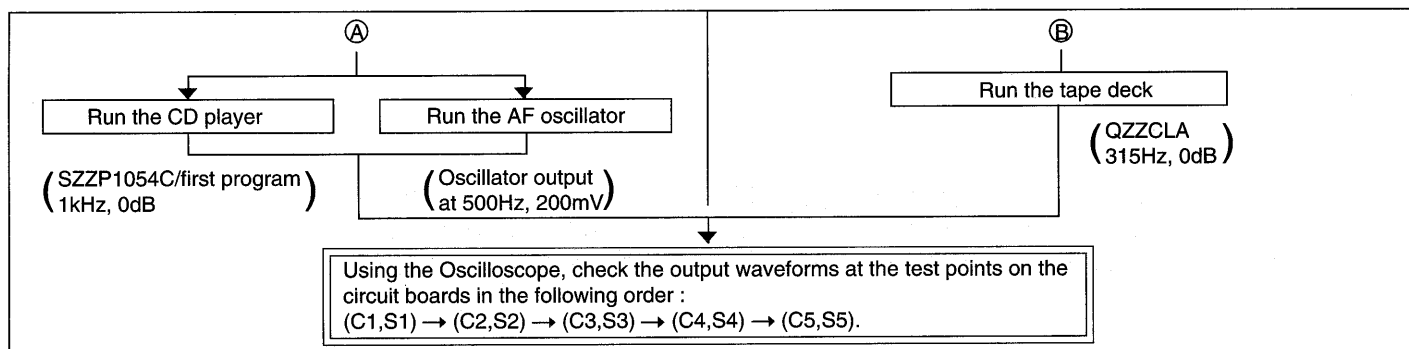 Ⓐ
Ⓑ
Run the CD player
Run the AF oscillator
Run the tape deck
(SZZP1054C/first program
1kHz, 0dB)
(Oscillator output
at 500Hz, 200mV)
(QZZCLA
315Hz, 0dB)
Using the Oscilloscope, check the output waveforms at the test points on the
circuit boards in the following order :
(C1,S1) → (C2,S2) → (C3,S3) → (C4,S4) → (C5,S5).